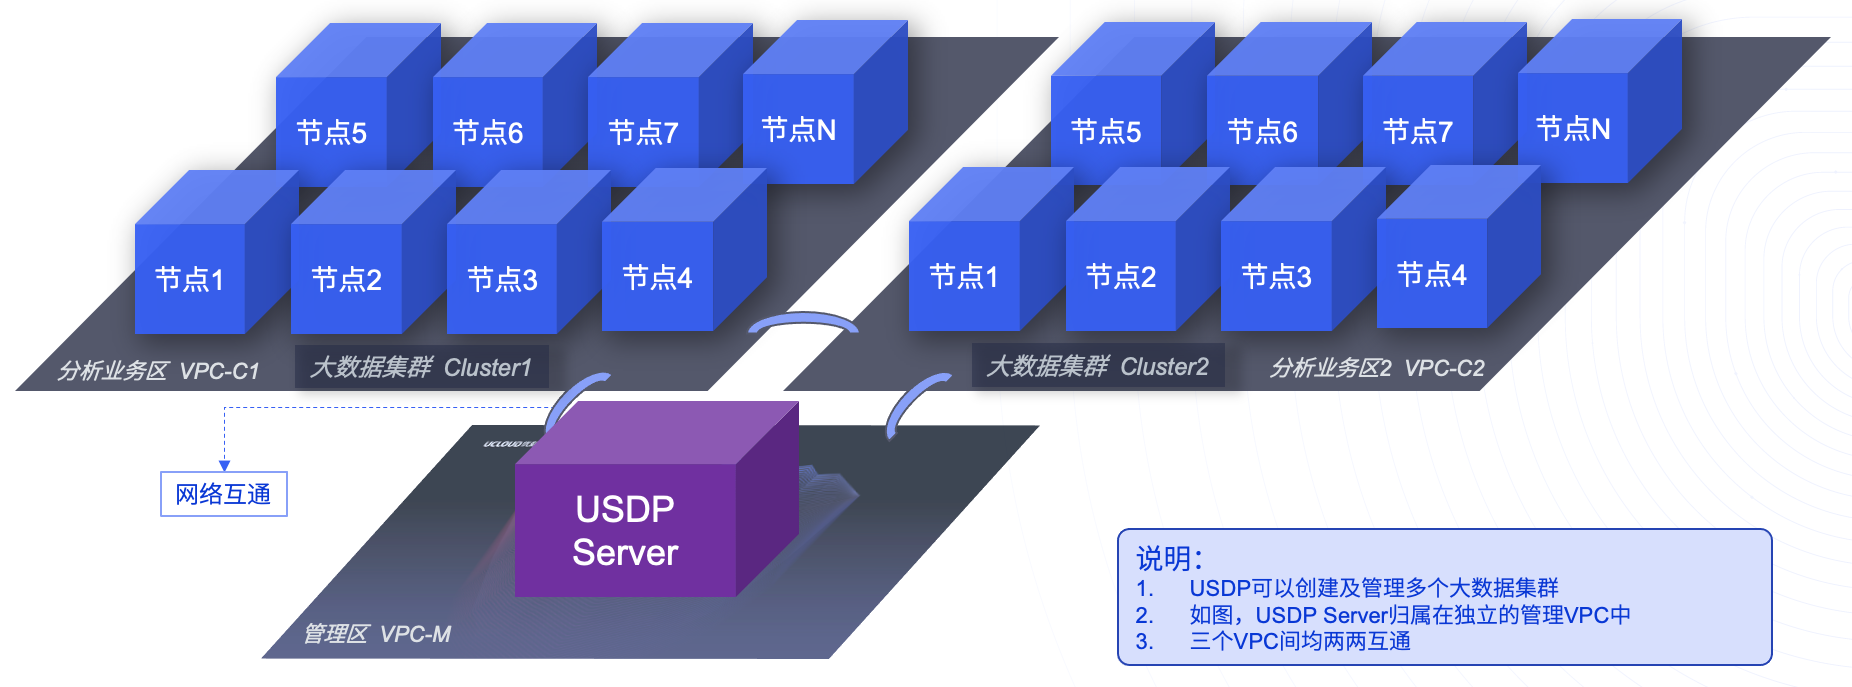 节点5 节点6 节点7 节点N
节点5 节点6 节点7 节点N
节点1 节点2 节点3 节点4
节点1 节点2 节点3 节点4
分析业务区 VPC-C1
大数据集群 Cluster1
大数据集群 Cluster2
分析业务区2 VPC-C2
网络互通
USDP
Server
管理区 VPC-M
说明：
1. USDP可以创建及管理多个大数据集群
2. 如图，USDP Server归属在独立的管理VPC中
3. 三个VPC间均两两互通